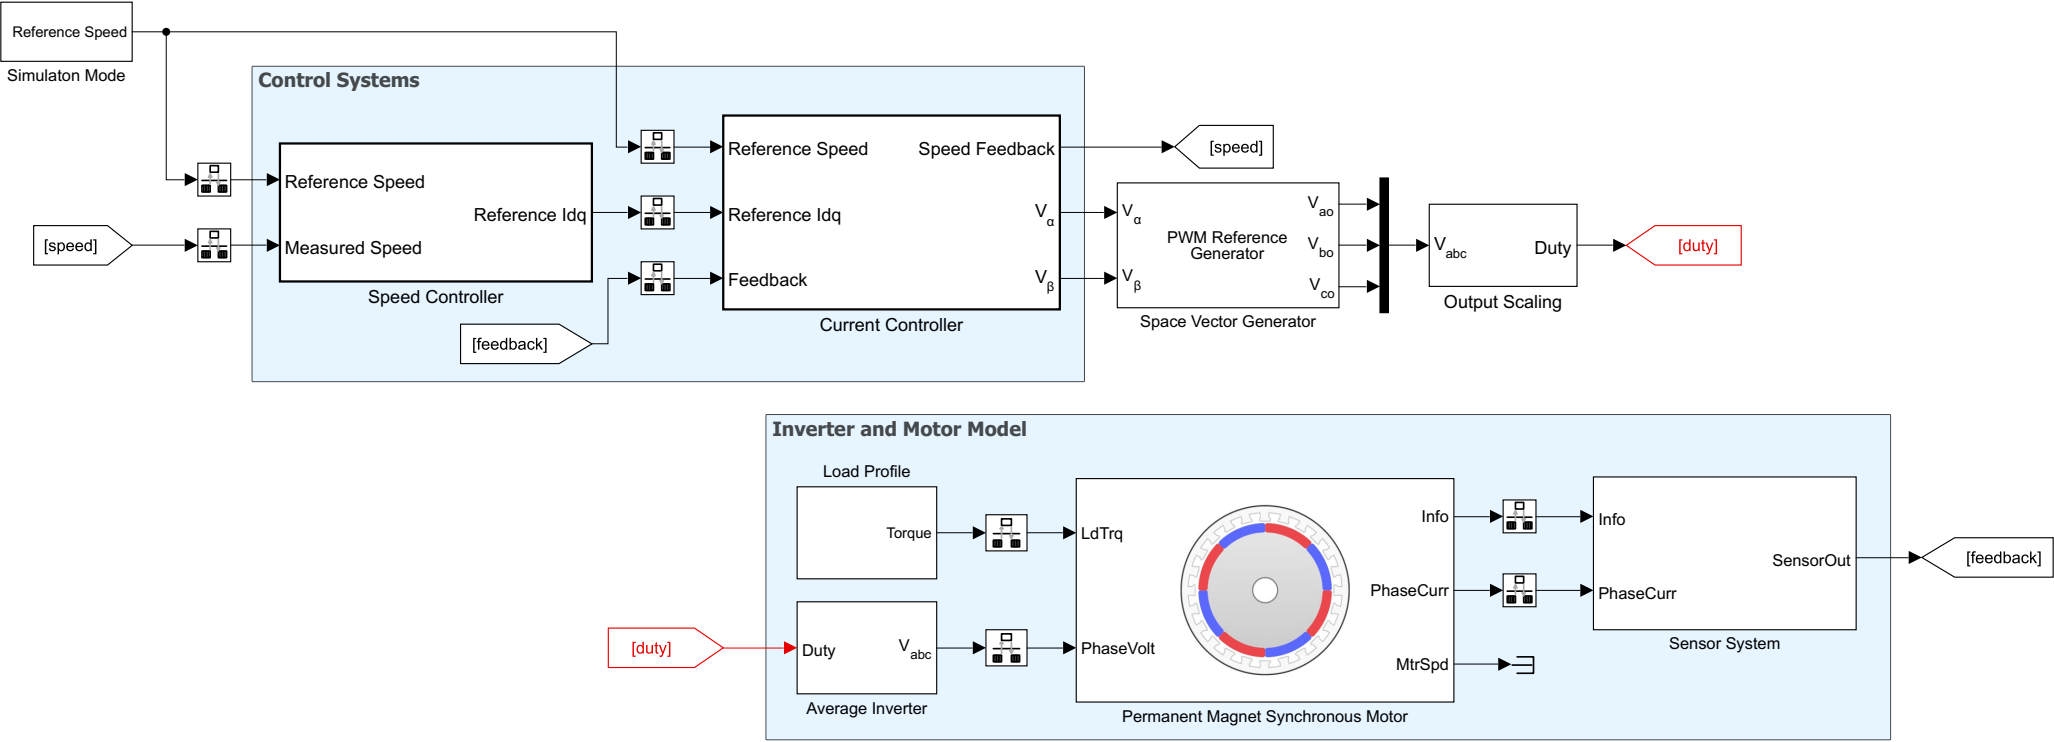 Reference Speed
Simulaton Mode
Control Systems
Reference Speed
Measured Speed
Reference Idq
Speed Controller
[speed]
[feedback]
Reference Speed
Reference Idq
Feedback
Speed Feedback
Vα
Vβ
Current Controller
[speed]
Vα
Vβ
PWM Reference
Generator
Vao
Vbo
Vco
Space Vector Generator
Vabc
Duty
Output Scaling
[duty]
Inverter and Motor Model
Load Profile
Torque
[duty]
Duty
Vabc
Average Inverter
LdTrq
PhaseVolt
Info
PhaseCurr
MtrSpd
Permanent Magnet Synchronous Motor
Info
PhaseCurr
SensorOut
Sensor System
[feedback]